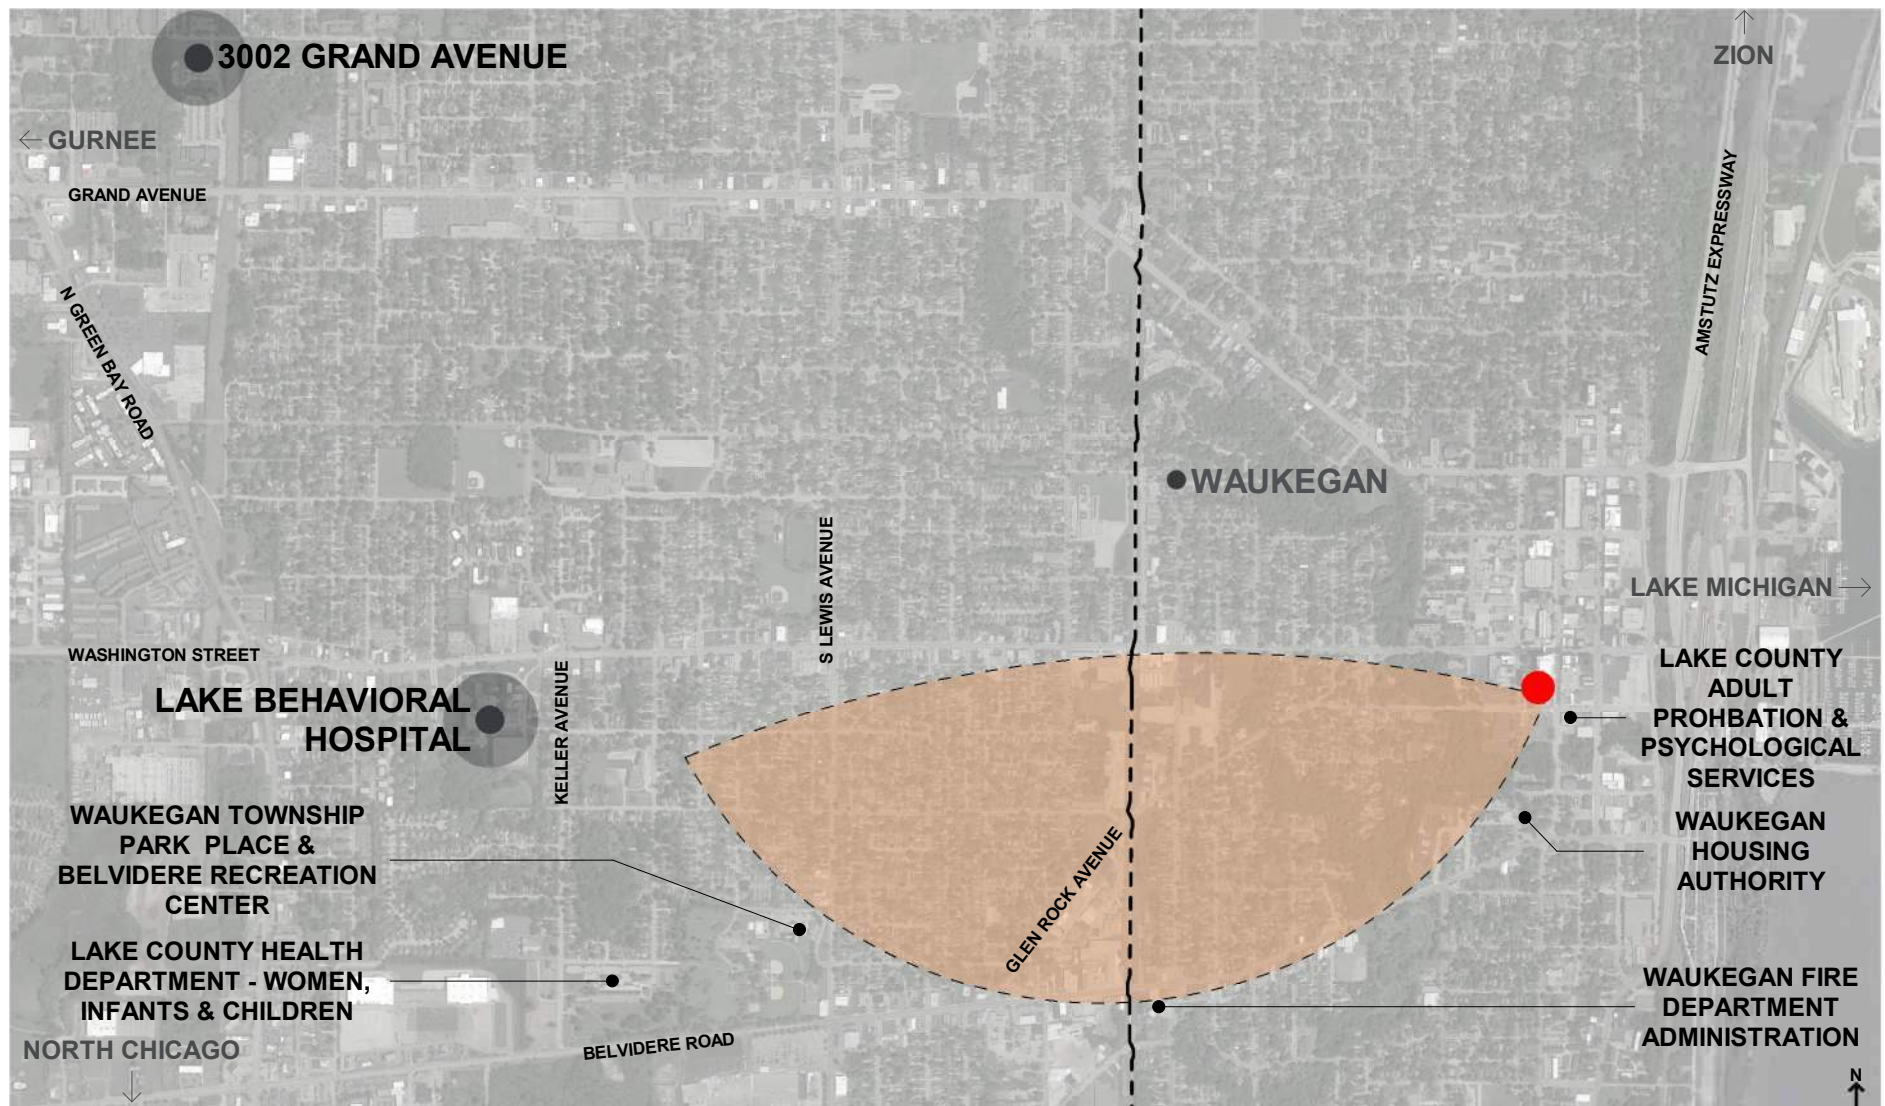 3002 GRAND AVENUE
ZION
← GURNEE
GRAND AVENUE
AMSTUTZ EXPRESSWAY
N GREEN BAY ROAD
WAUKEGAN
S LEWIS AVENUE
LAKE MICHIGAN →
WASHINGTON STREET
LAKE BEHAVIORAL
HOSPITAL
KELLER AVENUE
LAKE COUNTY
ADULT
PROHBATION &
PSYCHOLOGICAL
SERVICES
WAUKEGAN TOWNSHIP
PARK PLACE &
BELVIDERE RECREATION
CENTER
WAUKEGAN
HOUSING
AUTHORITY
GLEN ROCK AVENUE
LAKE COUNTY HEALTH
DEPARTMENT - WOMEN,
INFANTS & CHILDREN
WAUKEGAN FIRE
DEPARTMENT
ADMINISTRATION
NORTH CHICAGO
BELVIDERE ROAD
N